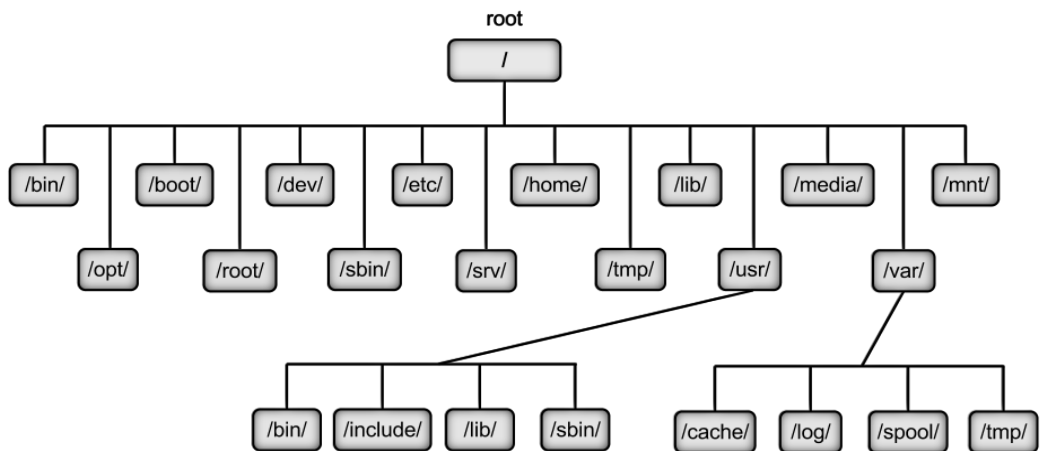 root
/
/bin/
/boot/
/dev/
/etc/
/home/
/lib/
/media/
/mnt/
/opt/
/root/
/sbin/
/srv/
/tmp/
/usr/
/var/
/bin/
/include/
/lib/
/sbin/
/cache/
/log/
/spool/
/tmp/